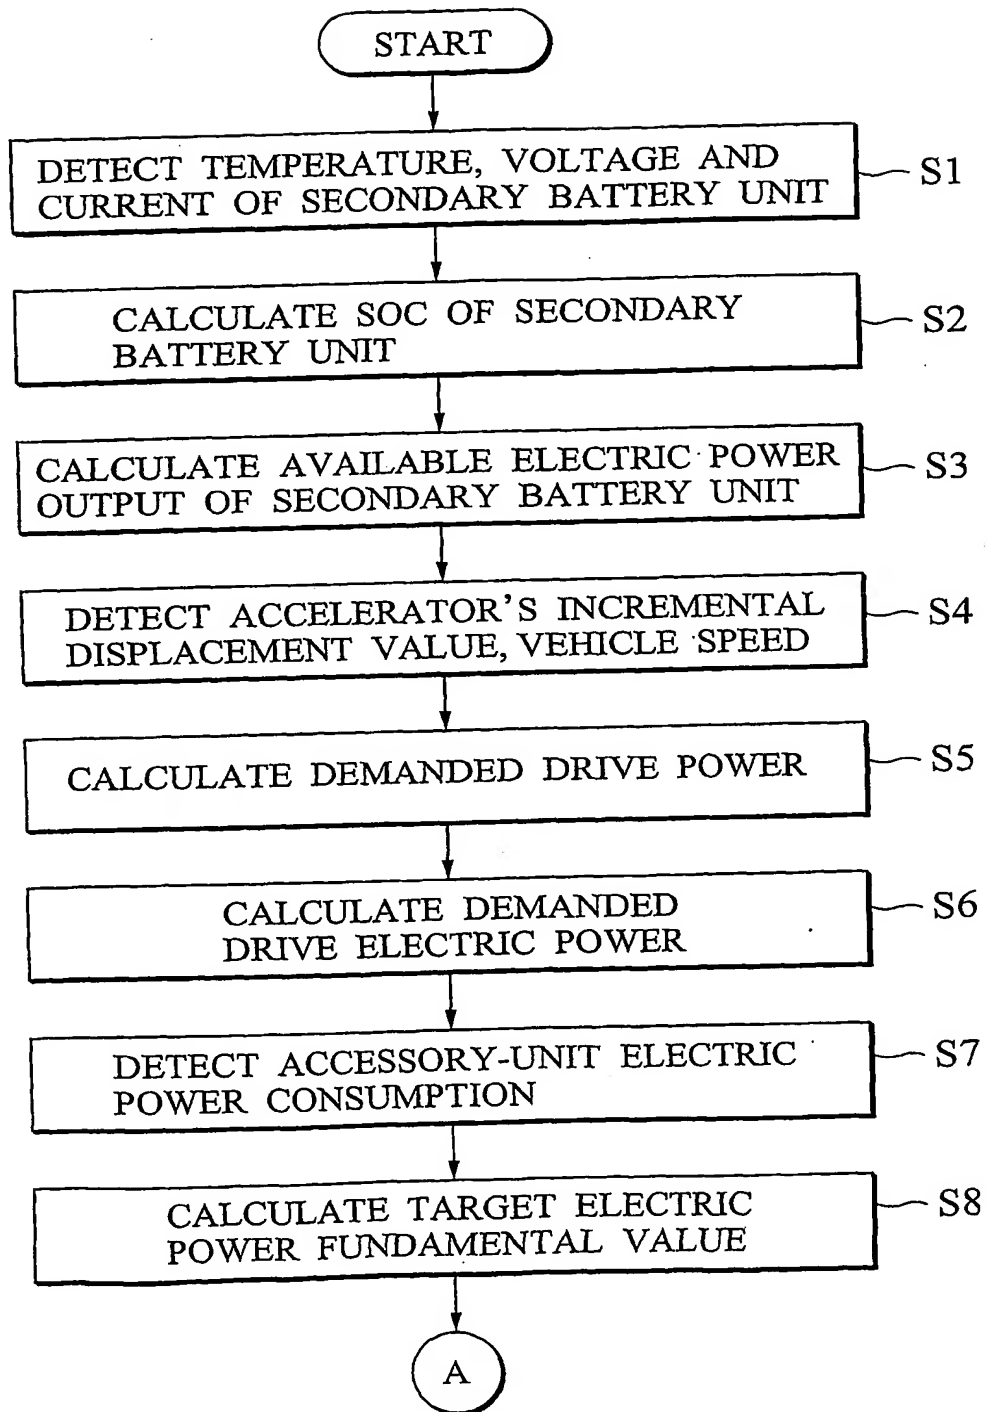 START
DETECT TEMPERATURE, VOLTAGE AND
CURRENT OF SECONDARY BATTERY UNIT
S1
CALCULATE SOC OF SECONDARY
BATTERY UNIT
S2
CALCULATE AVAILABLE ELECTRIC POWER
OUTPUT OF SECONDARY BATTERY UNIT
S3
DETECT ACCELERATOR'S INCREMENTAL
DISPLACEMENT VALUE, VEHICLE SPEED
S4
CALCULATE DEMANDED DRIVE POWER
S5
CALCULATE DEMANDED
DRIVE ELECTRIC POWER
S6
DETECT ACCESSORY-UNIT ELECTRIC
POWER CONSUMPTION
S7
CALCULATE TARGET ELECTRIC
POWER FUNDAMENTAL VALUE
S8
A